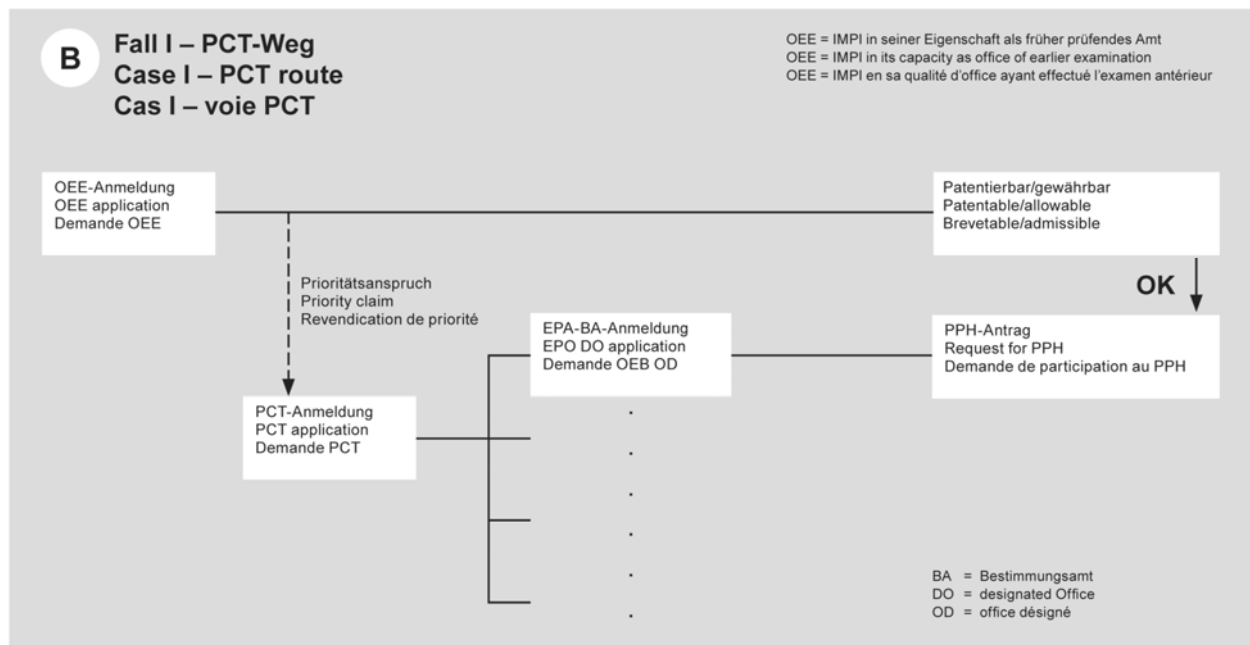 B
Fall I – PCT-Weg
Case I – PCT route
Cas I – voie PCT
OEE = IMPI in seiner Eigenschaft als früher prüfendes Amt
OEE = IMPI in its capacity as office of earlier examination
OEE = IMPI en sa qualité d'office ayant effectué l'examen antérieur
OEE-Anmeldung
OEE application
Demande OEE
Patentierbar/gewährbar
Patentable/allowable
Brevetable/admissible
Prioritätsanspruch
Priority claim
Revendication de priorité
OK
EPA-BA-Anmeldung
EPO DO application
Demande OEB OD
PPH-Antrag
Request for PPH
Demande de participation au PPH
PCT-Anmeldung
PCT application
Demande PCT
BA = Bestimmungsamt
DO = designated Office
OD = office désigné